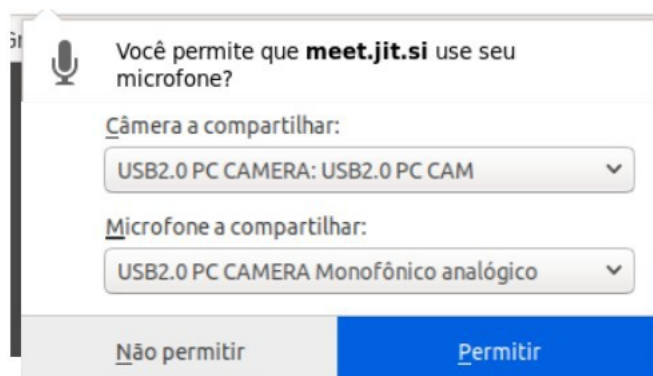 Você permite que meet.jit.si use seu
microfone?
Câmera a compartilhar:
USB2.0 PC CAMERA: USB2.0 PC CAM
Microfone a compartilhar:
USB2.0 PC CAMERA Monofônico analógico
Não permitir Permitir